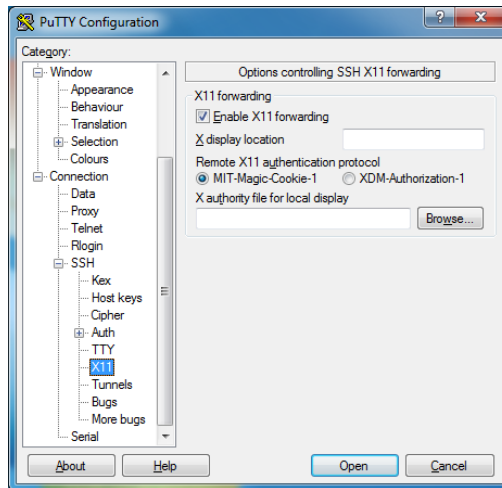 PuTTY Configuration
Category:
Window
Appearance
Behaviour
Translation
Selection
Colours
Connection
Data
Proxy
Telnet
Rlogin
SSH
Kex
Host keys
Cipher
Auth
TTY
X11
Tunnels
Bugs
More bugs
Serial
Options controlling SSH X11 forwarding
X11 forwarding
Enable X11 forwarding
X display location
Remote X11 authentication protocol
MIT-Magic-Cookie-1 XDM-Authorization-1
X authority file for local display
Browse...
About Help Open Cancel